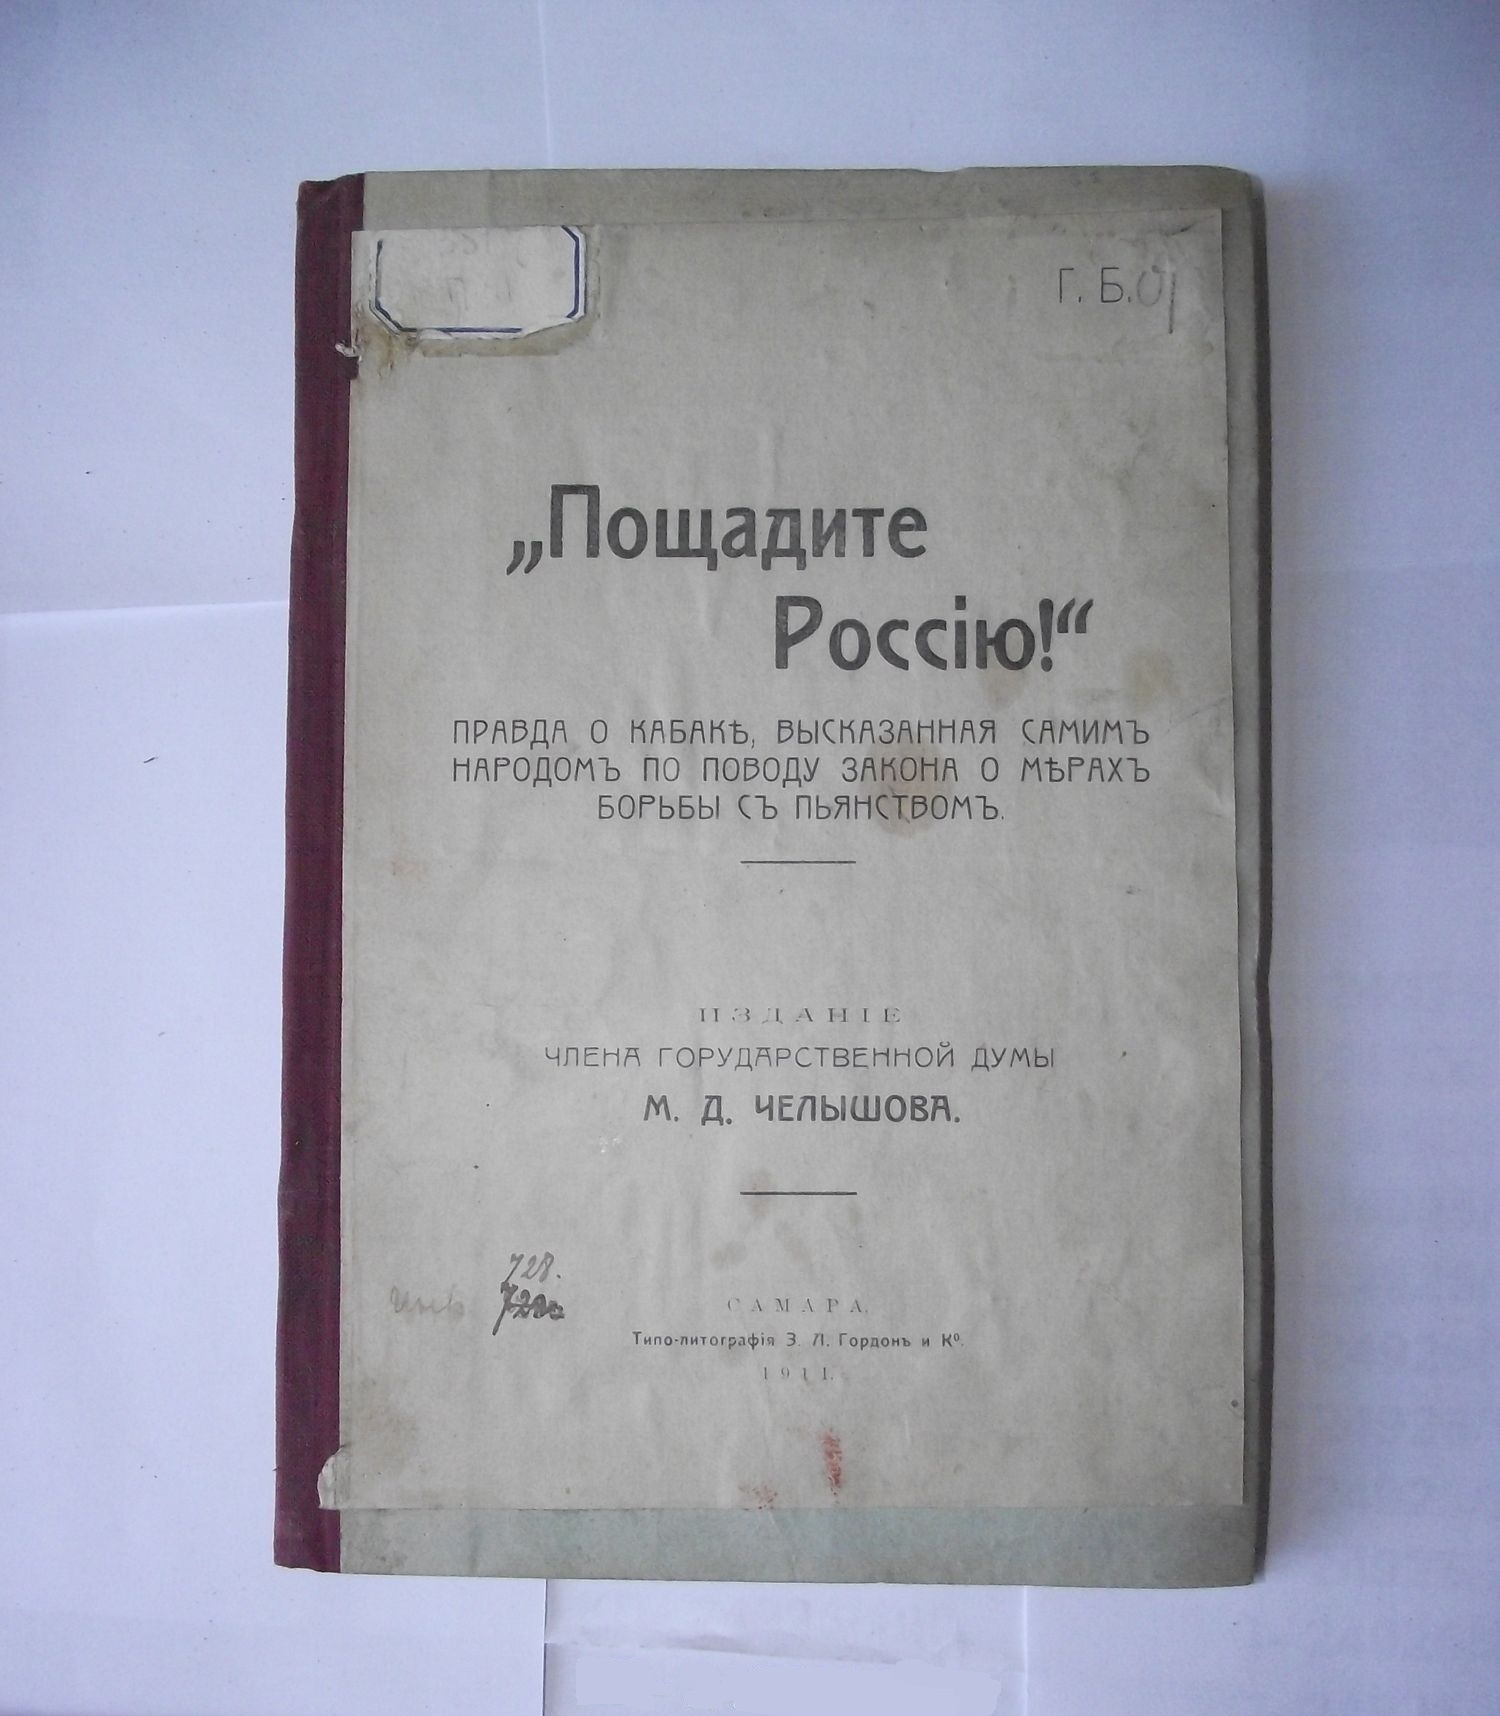 Г. Б.
„Пощадите
Россію!“
ПРАВДА О КАБАКѢ, ВЫСКАЗАННАЯ САМИМЪ
НАРОДОМЪ ПО ПОВОДУ ЗАКОНА О МѢРАХЪ
БОРЬБЫ СЪ ПЬЯНСТВОМЪ.
ИЗДАНІЕ
ЧЛЕНА ГОРУДАРСТВЕННОЙ ДУМЫ
М. Д. ЧЕЛЫШОВА.
728.
САМАРА.
Типо-литографія З. Л. Гордонъ и Кº.
1911.